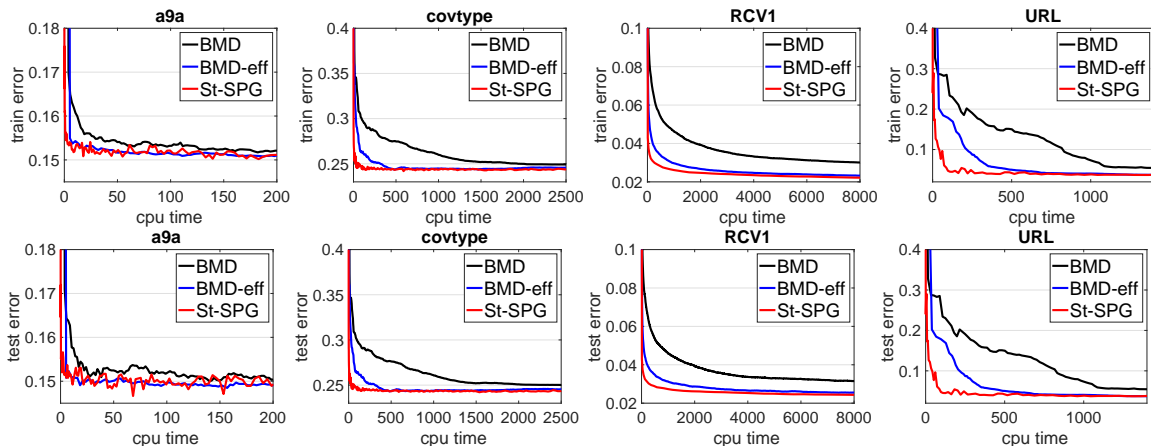 a9a
0.18
0.17
0.16
0.15
train error
0 50 100 150 200
cpu time
BMD
BMD-eff
St-SPG
covtype
0.4
0.35
0.3
0.25
train error
0 500 1000 1500 2000 2500
cpu time
BMD
BMD-eff
St-SPG
RCV1
0.1
0.08
0.06
0.04
0.02
train error
0 2000 4000 6000 8000
cpu time
BMD
BMD-eff
St-SPG
URL
0.4
0.3
0.2
0.1
train error
0 500 1000
cpu time
BMD
BMD-eff
St-SPG
a9a
0.18
0.17
0.16
0.15
test error
0 50 100 150 200
cpu time
BMD
BMD-eff
St-SPG
covtype
0.4
0.35
0.3
0.25
test error
0 500 1000 1500 2000 2500
cpu time
BMD
BMD-eff
St-SPG
RCV1
0.1
0.08
0.06
0.04
0.02
test error
0 2000 4000 6000 8000
cpu time
BMD
BMD-eff
St-SPG
URL
0.4
0.3
0.2
0.1
test error
0 500 1000
cpu time
BMD
BMD-eff
St-SPG